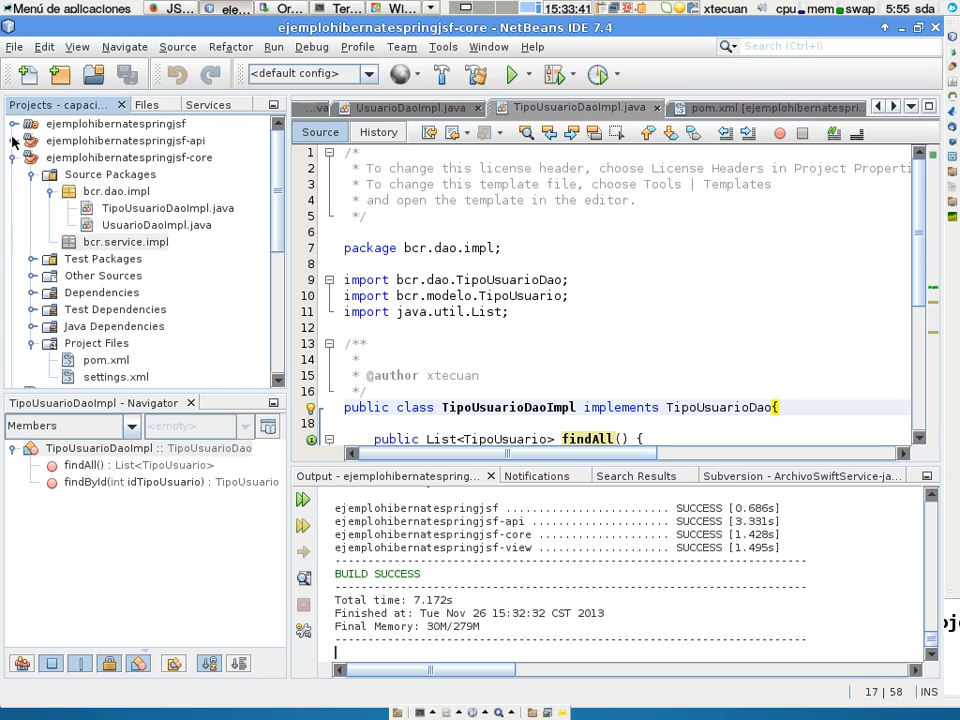 Menú de aplicaciones JS... ele... Or... Ter... Wi... 15:33:41 xtecuan cpu mem swap 5:55 sda
ejemplohibernatespringjsf-core - NetBeans IDE 7.4
File Edit View Navigate Source Refactor Run Debug Profile Team Tools Window Help Search (Ctrl+I)
<default config>
Projects - capaci... Files Services
ejemplohibernatespringjsf
ejemplohibernatespringjsf-api
ejemplohibernatespringjsf-core
Source Packages
bcr.dao.impl
TipoUsuarioDaoImpl.java
UsuarioDaoImpl.java
bcr.service.impl
Test Packages
Other Sources
Dependencies
Test Dependencies
Java Dependencies
Project Files
pom.xml
settings.xml
TipoUsuarioDaoImpl - Navigator
Members <empty>
TipoUsuarioDaoImpl :: TipoUsuarioDao
findAll() : List<TipoUsuario>
findById(int idTipoUsuario) : TipoUsuario
...va UsuarioDaoImpl.java TipoUsuarioDaoImpl.java pom.xml [ejemplohibernatespri...
Source History
1 /*
2 * To change this license header, choose License Headers in Project Properti
3 * To change this template file, choose Tools | Templates
4 * and open the template in the editor.
5 */
6
7 package bcr.dao.impl;
8
9 import bcr.dao.TipoUsuarioDao;
10 import bcr.modelo.TipoUsuario;
11 import java.util.List;
12
13 /**
14 *
15 * @author xtecuan
16 */
public class TipoUsuarioDaoImpl implements TipoUsuarioDao{
18
public List<TipoUsuario> findAll() {
Output - ejemplohibernatespring... Notifications Search Results Subversion - ArchivoSwiftService-ja...
ejemplohibernatespringjsf ........................ SUCCESS [0.686s]
ejemplohibernatespringjsf-api .................... SUCCESS [3.331s]
ejemplohibernatespringjsf-core ................... SUCCESS [1.428s]
ejemplohibernatespringjsf-view ................... SUCCESS [1.495s]
------------------------------------------------------------------------
BUILD SUCCESS
------------------------------------------------------------------------
Total time: 7.172s
Finished at: Tue Nov 26 15:32:32 CST 2013
Final Memory: 30M/279M
------------------------------------------------------------------------
17 | 58 INS